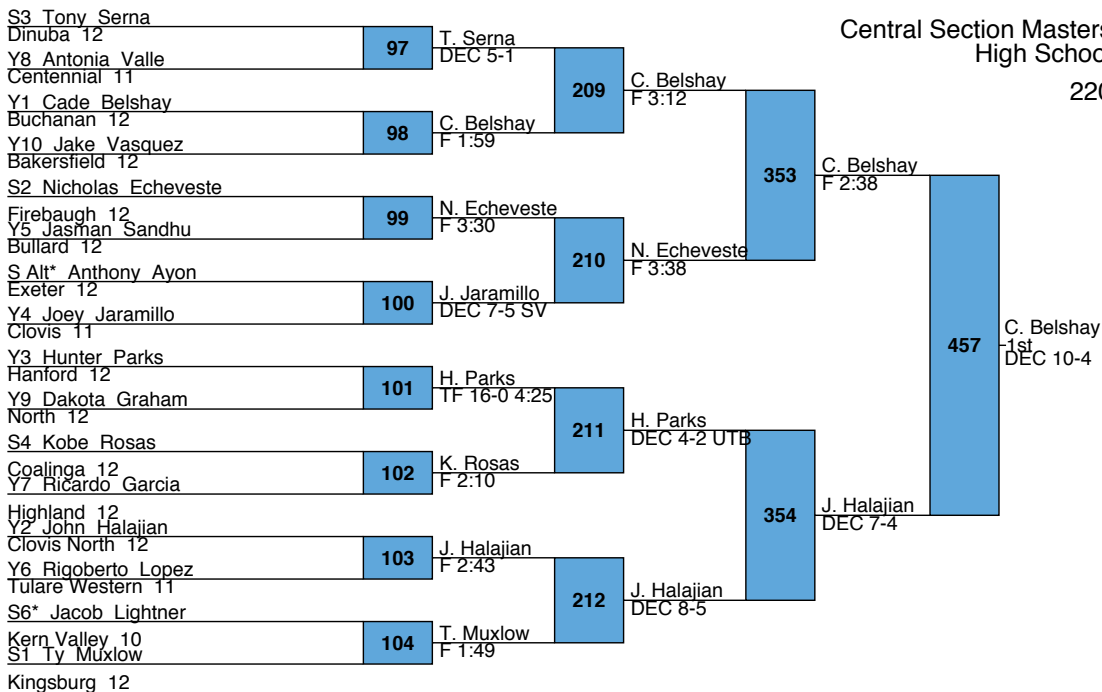 Central Section Masters
High School
220
S3 Tony Serna
Dinuba 12
Y8 Antonia Valle
Centennial 11
Y1 Cade Belshay
Buchanan 12
Y10 Jake Vasquez
Bakersfield 12
S2 Nicholas Echeveste
Firebaugh 12
Y5 Jasman Sandhu
Bullard 12
S Alt* Anthony Ayon
Exeter 12
Y4 Joey Jaramillo
Clovis 11
Y3 Hunter Parks
Hanford 12
Y9 Dakota Graham
North 12
S4 Kobe Rosas
Coalinga 12
Y7 Ricardo Garcia
Highland 12
Y2 John Halajian
Clovis North 12
Y6 Rigoberto Lopez
Tulare Western 11
S6* Jacob Lightner
Kern Valley 10
S1 Ty Muxlow
Kingsburg 12
97
98
99
100
101
102
103
104
T. Serna
DEC 5-1
C. Belshay
F 1:59
N. Echeveste
F 3:30
J. Jaramillo
DEC 7-5 SV
H. Parks
TF 16-0 4:25
K. Rosas
F 2:10
J. Halajian
F 2:43
T. Muxlow
F 1:49
209
210
211
212
C. Belshay
F 3:12
N. Echeveste
F 3:38
H. Parks
DEC 4-2 UTB
J. Halajian
DEC 8-5
353
354
C. Belshay
F 2:38
J. Halajian
DEC 7-4
457
C. Belshay
1st
DEC 10-4